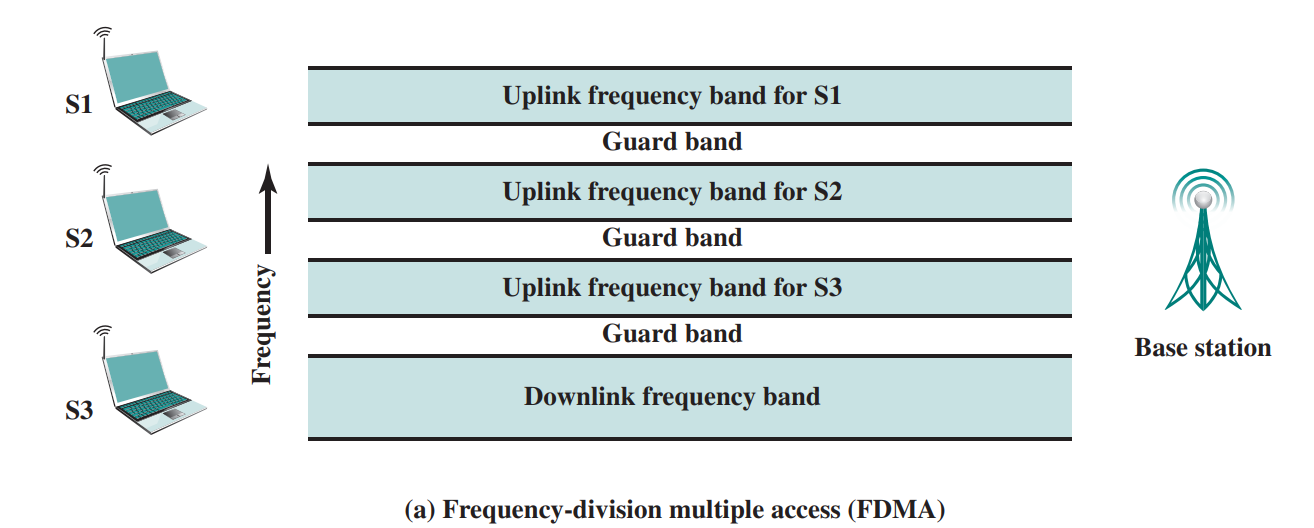 S1
Uplink frequency band for S1
Guard band
S2
Uplink frequency band for S2
Guard band
Frequency
Uplink frequency band for S3
Guard band
Base station
S3
Downlink frequency band
(a) Frequency-division multiple access (FDMA)